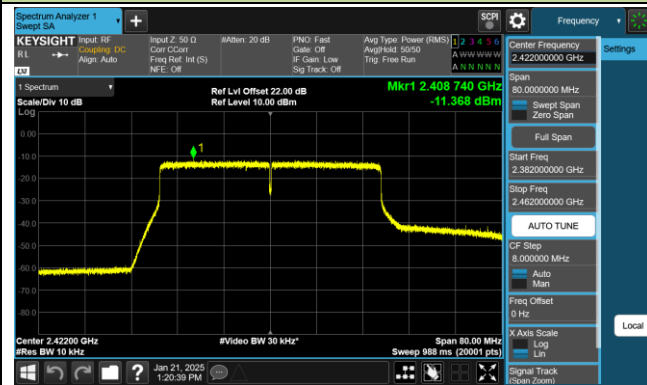 Spectrum Analyzer 1
Swept SA
+
SCPI
Frequency
KEYSIGHT
RL
LXI
Input: RF
Coupling: DC
Align: Auto
Input Z: 50 Ω
Corr CCorr
Freq Ref: Int (S)
NFE: Off
#Atten: 20 dB
PNO: Fast
Gate: Off
IF Gain: Low
Sig Track: Off
Avg Type: Power (RMS)
Avg|Hold: 50/50
Trig: Free Run
1 2 3 4 5 6
A W W W W W
A N N N N N
Center Frequency
2.422000000 GHz
Settings
Span
80.0000000 MHz
Swept Span
Zero Span
Full Span
Start Freq
2.382000000 GHz
Stop Freq
2.462000000 GHz
AUTO TUNE
CF Step
8.000000 MHz
Auto
Man
Freq Offset
0 Hz
X Axis Scale
Log
Lin
Local
Signal Track
(Span Zoom)
1 Spectrum
Scale/Div 10 dB
Log
Ref Lvl Offset 22.00 dB
Ref Level 10.00 dBm
Mkr1 2.408 740 GHz
-11.368 dBm
1
0.00
-10.0
-20.0
-30.0
-40.0
-50.0
-60.0
-70.0
-80.0
Center 2.42200 GHz
#Res BW 10 kHz
#Video BW 30 kHz*
Span 80.00 MHz
Sweep 988 ms (20001 pts)
?
Jan 21, 2025
1:20:39 PM